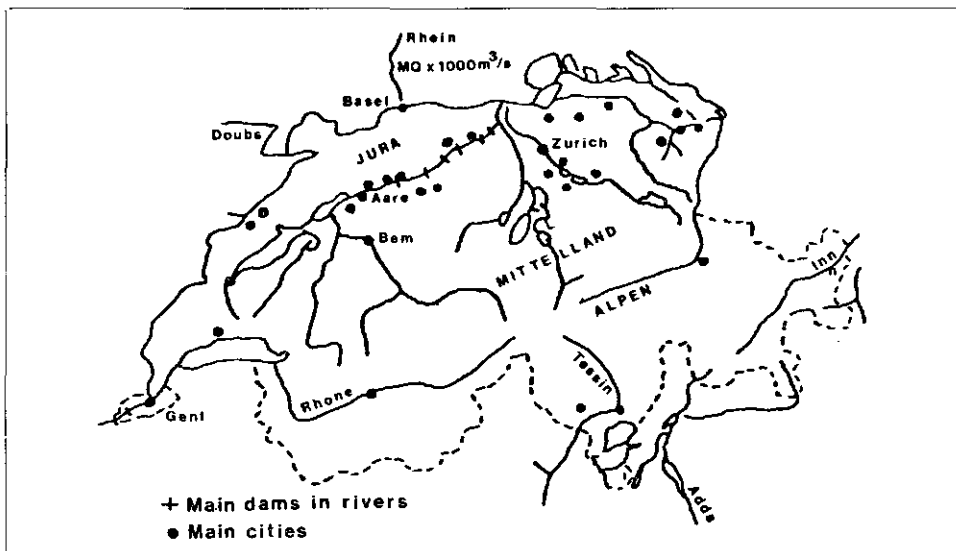 Rhein
MQ x 1000m³/s
Basel
Doubs
JURA
Zurich
Aare
Bern
MITTELLAND
ALPEN
Inn
Rhone
Tessin
Genf
Adda
+ Main dams in rivers
● Main cities